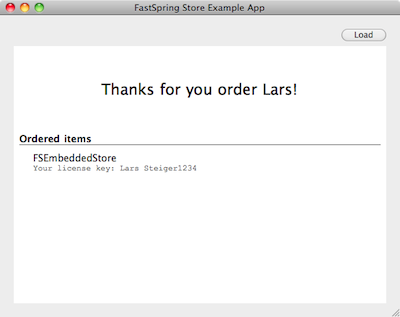 FastSpring Store Example App
Load
Thanks for you order Lars!
Ordered items
FSEmbeddedStore
Your license key: Lars Steiger1234